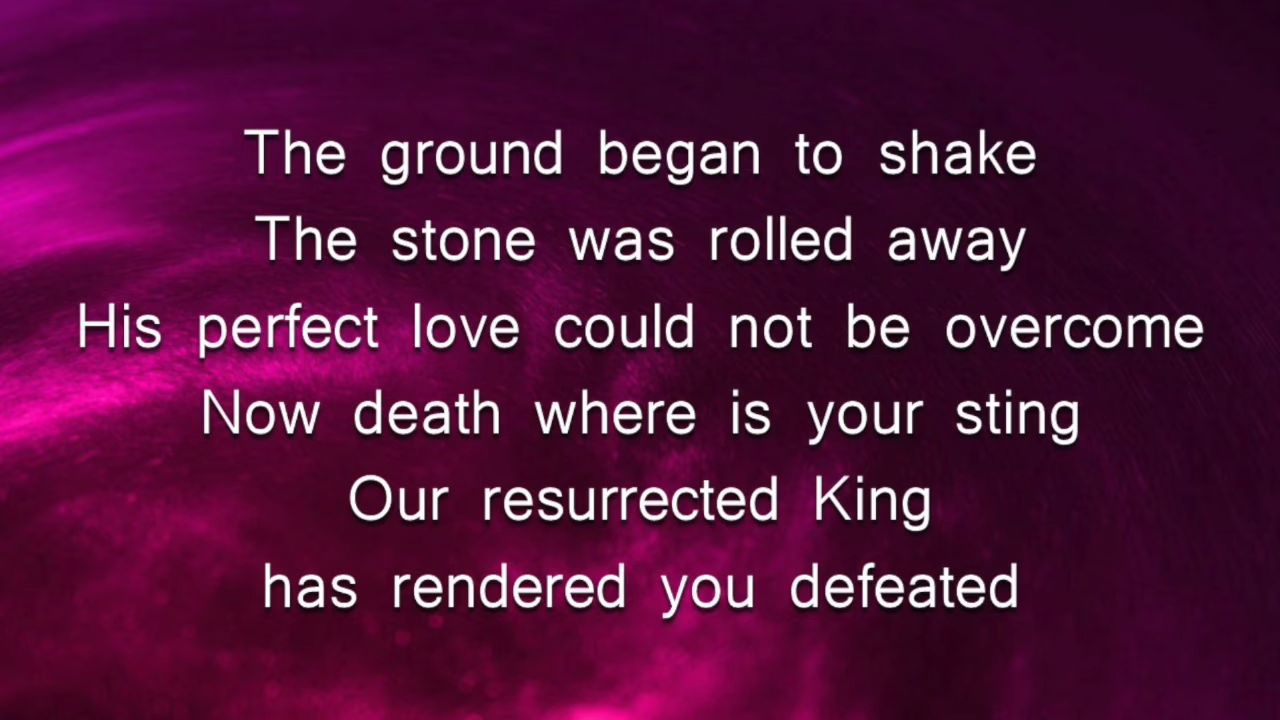 The ground began to shake
The stone was rolled away
His perfect love could not be overcome
Now death where is your sting
Our resurrected King
has rendered you defeated